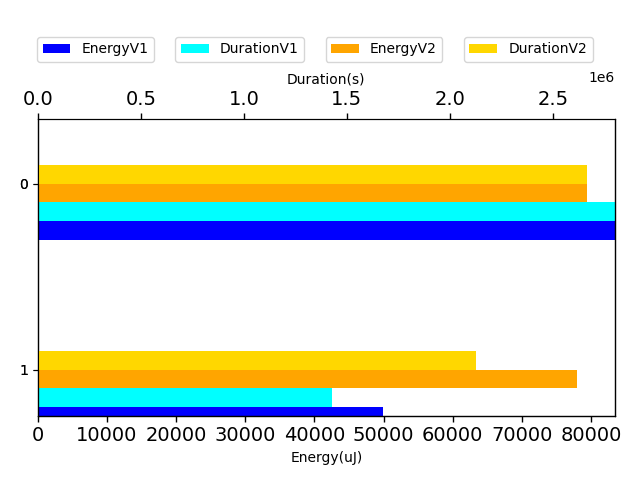 EnergyV1 DurationV1 EnergyV2 DurationV2
Duration(s)
1e6
0.0 0.5 1.0 1.5 2.0 2.5
0
1
0 10000 20000 30000 40000 50000 60000 70000 80000
Energy(uJ)